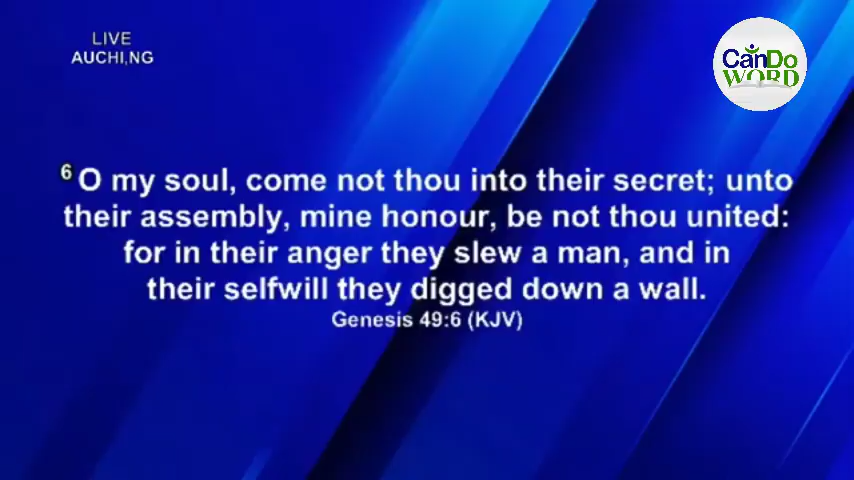 LIVE
AUCHI,NG
CanDo
WORD
6 O my soul, come not thou into their secret; unto
their assembly, mine honour, be not thou united:
for in their anger they slew a man, and in
their selfwill they digged down a wall.
Genesis 49:6 (KJV)